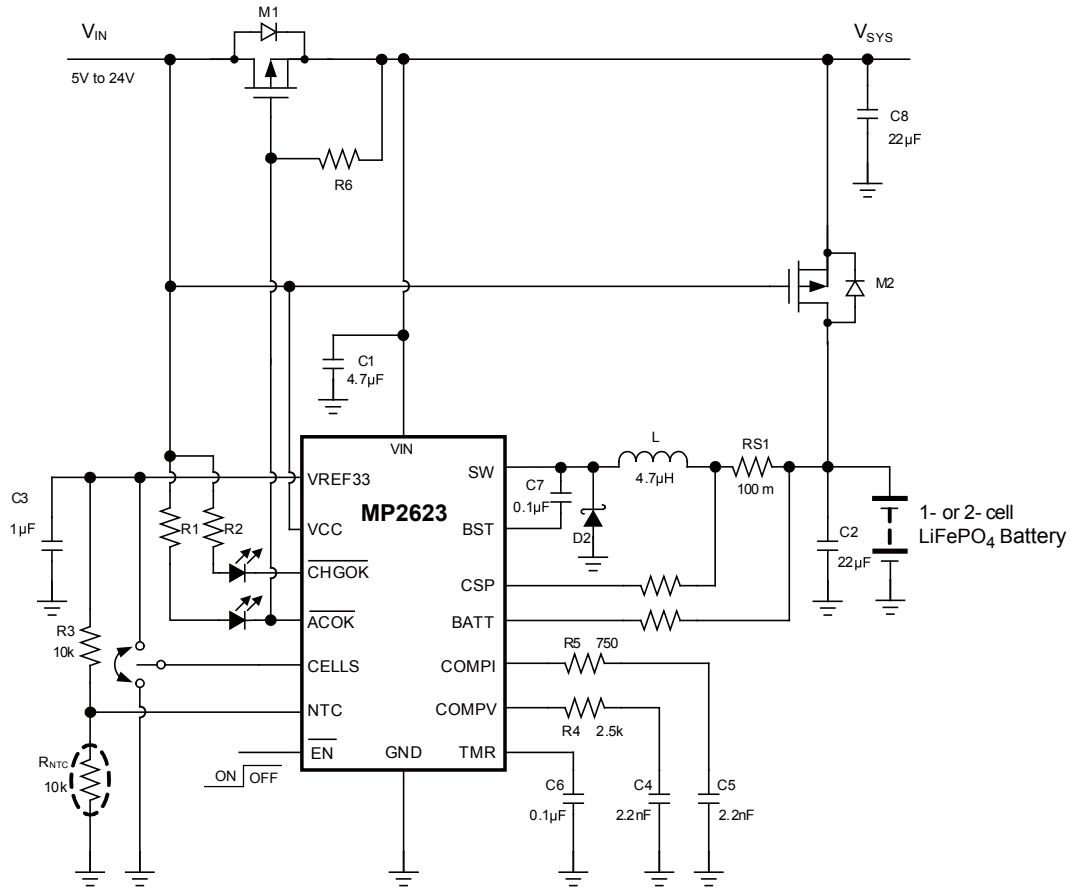 M1
VIN
VSYS
5V to 24V
C8
22µF
R6
M2
C1
4.7µF
VIN
MP2623
VREF33
VCC
CHGOK
ACOK
CELLS
NTC
EN
GND
SW
BST
CSP
BATT
COMPI
COMPV
TMR
C3
1µF
R1
R2
R3
10k
RNTC
10k
ON
OFF
C7
0.1µF
D2
L
4.7µH
RS1
100 m
C2
22µF
1- or 2- cell
LiFePO4 Battery
R5 750
R4 2.5k
C6
0.1µF
C4
2.2nF
C5
2.2nF